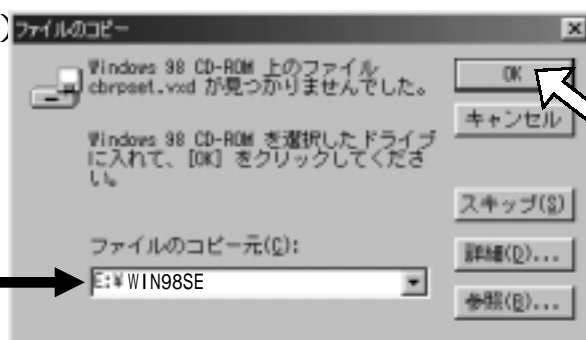 ファイルのコピー
Windows 98 CD-ROM 上のファイル
cbrpset.vxd が見つかりませんでした。
Windows 98 CD-ROM を選択したドライブ
に入れて、[OK] をクリックしてくださ
い。
ファイルのコピー元(C):
E:¥WIN98SE
OK
キャンセル
スキップ(S)
詳細(D)...
参照(B)...